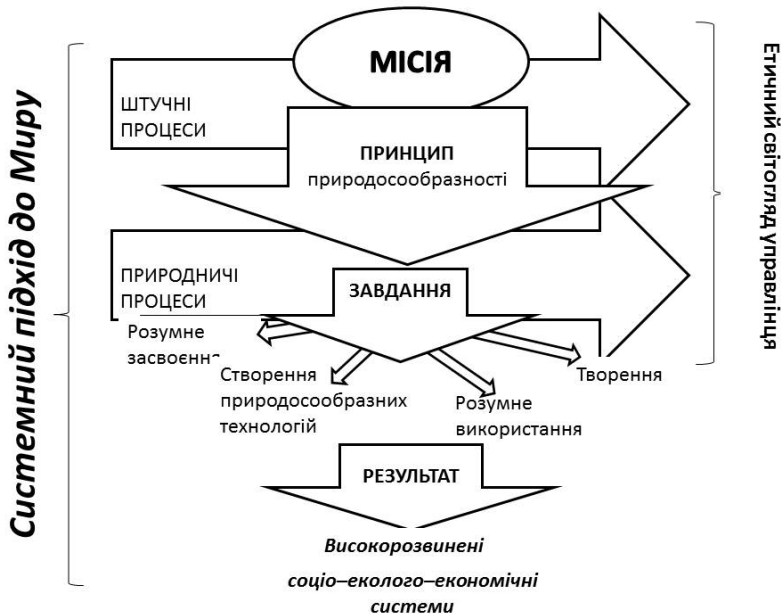 Системний підхід до Миру
МІСІЯ
ШТУЧНІ
ПРОЦЕСИ
ПРИНЦИП
природосообразності
ПРИРОДНИЧІ
ПРОЦЕСИ
ЗАВДАННЯ
Розумне
засвоєння
Створення
природосообразних
технологій
Розумне
використання
Творення
РЕЗУЛЬТАТ
Високорозвинені
соціо–еколого–економічні
системи
Етичний світогляд управлінця